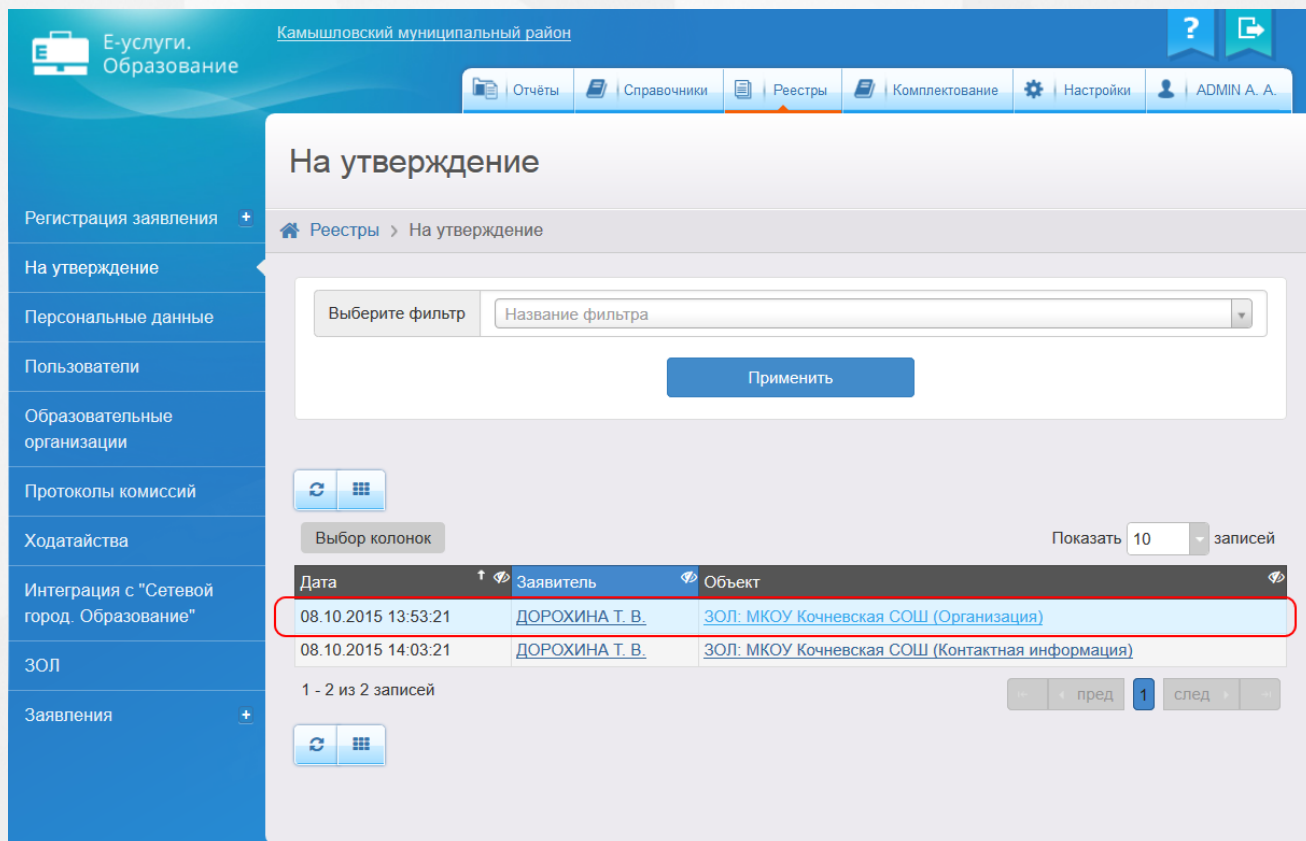 Е-услуги.
Образование
E
Камышловский муниципальный район
?
Отчёты
Справочники
Реестры
Комплектование
Настройки
ADMIN А. А.
На утверждение
Реестры > На утверждение
Регистрация заявления +
На утверждение
Персональные данные
Пользователи
Образовательные
организации
Протоколы комиссий
Ходатайства
Интеграция с "Сетевой
город. Образование"
ЗОЛ
Заявления +
Выберите фильтр Название фильтра
Применить
Выбор колонок
Показать 10 записей
Дата Заявитель Объект
08.10.2015 13:53:21 ДОРОХИНА Т. В. ЗОЛ: МКОУ Кочневская СОШ (Организация)
08.10.2015 14:03:21 ДОРОХИНА Т. В. ЗОЛ: МКОУ Кочневская СОШ (Контактная информация)
1 - 2 из 2 записей
пред 1 след